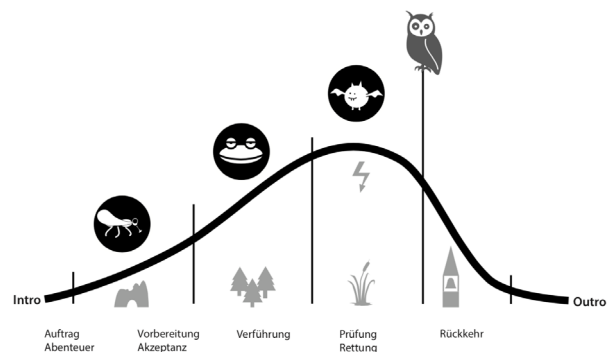 Intro
Outro
Auftrag
Abenteuer
Vorbereitung
Akzeptanz
Verführung
Prüfung
Rettung
Rückkehr